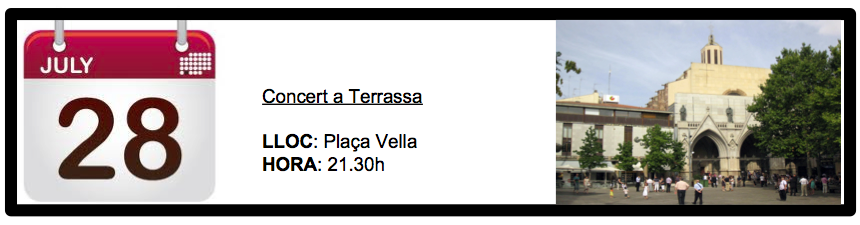 JULY
28
Concert a Terrassa
LLOC: Plaça Vella
HORA: 21.30h